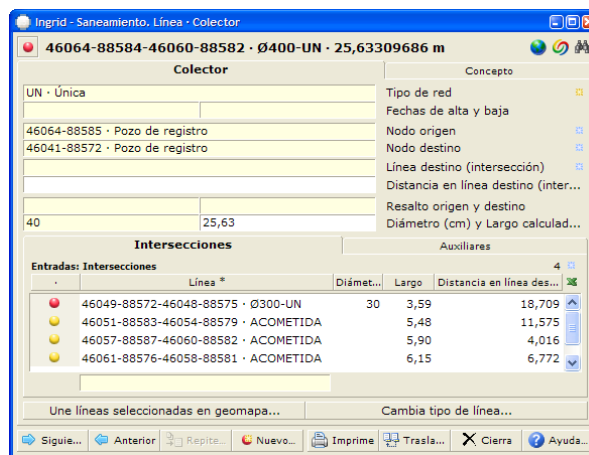 Ingrid - Saneamiento. Línea · Colector
46064-88584-46060-88582 · Ø400-UN · 25,63309686 m
Colector Concepto
UN · Única Tipo de red
Fechas de alta y baja
46064-88585 · Pozo de registro Nodo origen
46041-88572 · Pozo de registro Nodo destino
Línea destino (intersección)
Distancia en línea destino (inter...
Resalto origen y destino
40 25,63 Diámetro (cm) y Largo calculad...
Intersecciones Auxiliares
Entradas: Intersecciones 4
· Línea * Diámet... Largo Distancia en línea des...
46049-88572-46048-88575 · Ø300-UN 30 3,59 18,709
46051-88583-46054-88579 · ACOMETIDA 5,48 11,575
46057-88587-46060-88582 · ACOMETIDA 5,90 4,016
46061-88576-46058-88581 · ACOMETIDA 6,15 6,772
Une líneas seleccionadas en geomapa... Cambia tipo de línea...
Siguie... Anterior Repite... Nuevo... Imprime Trasla... Cierra Ayuda...